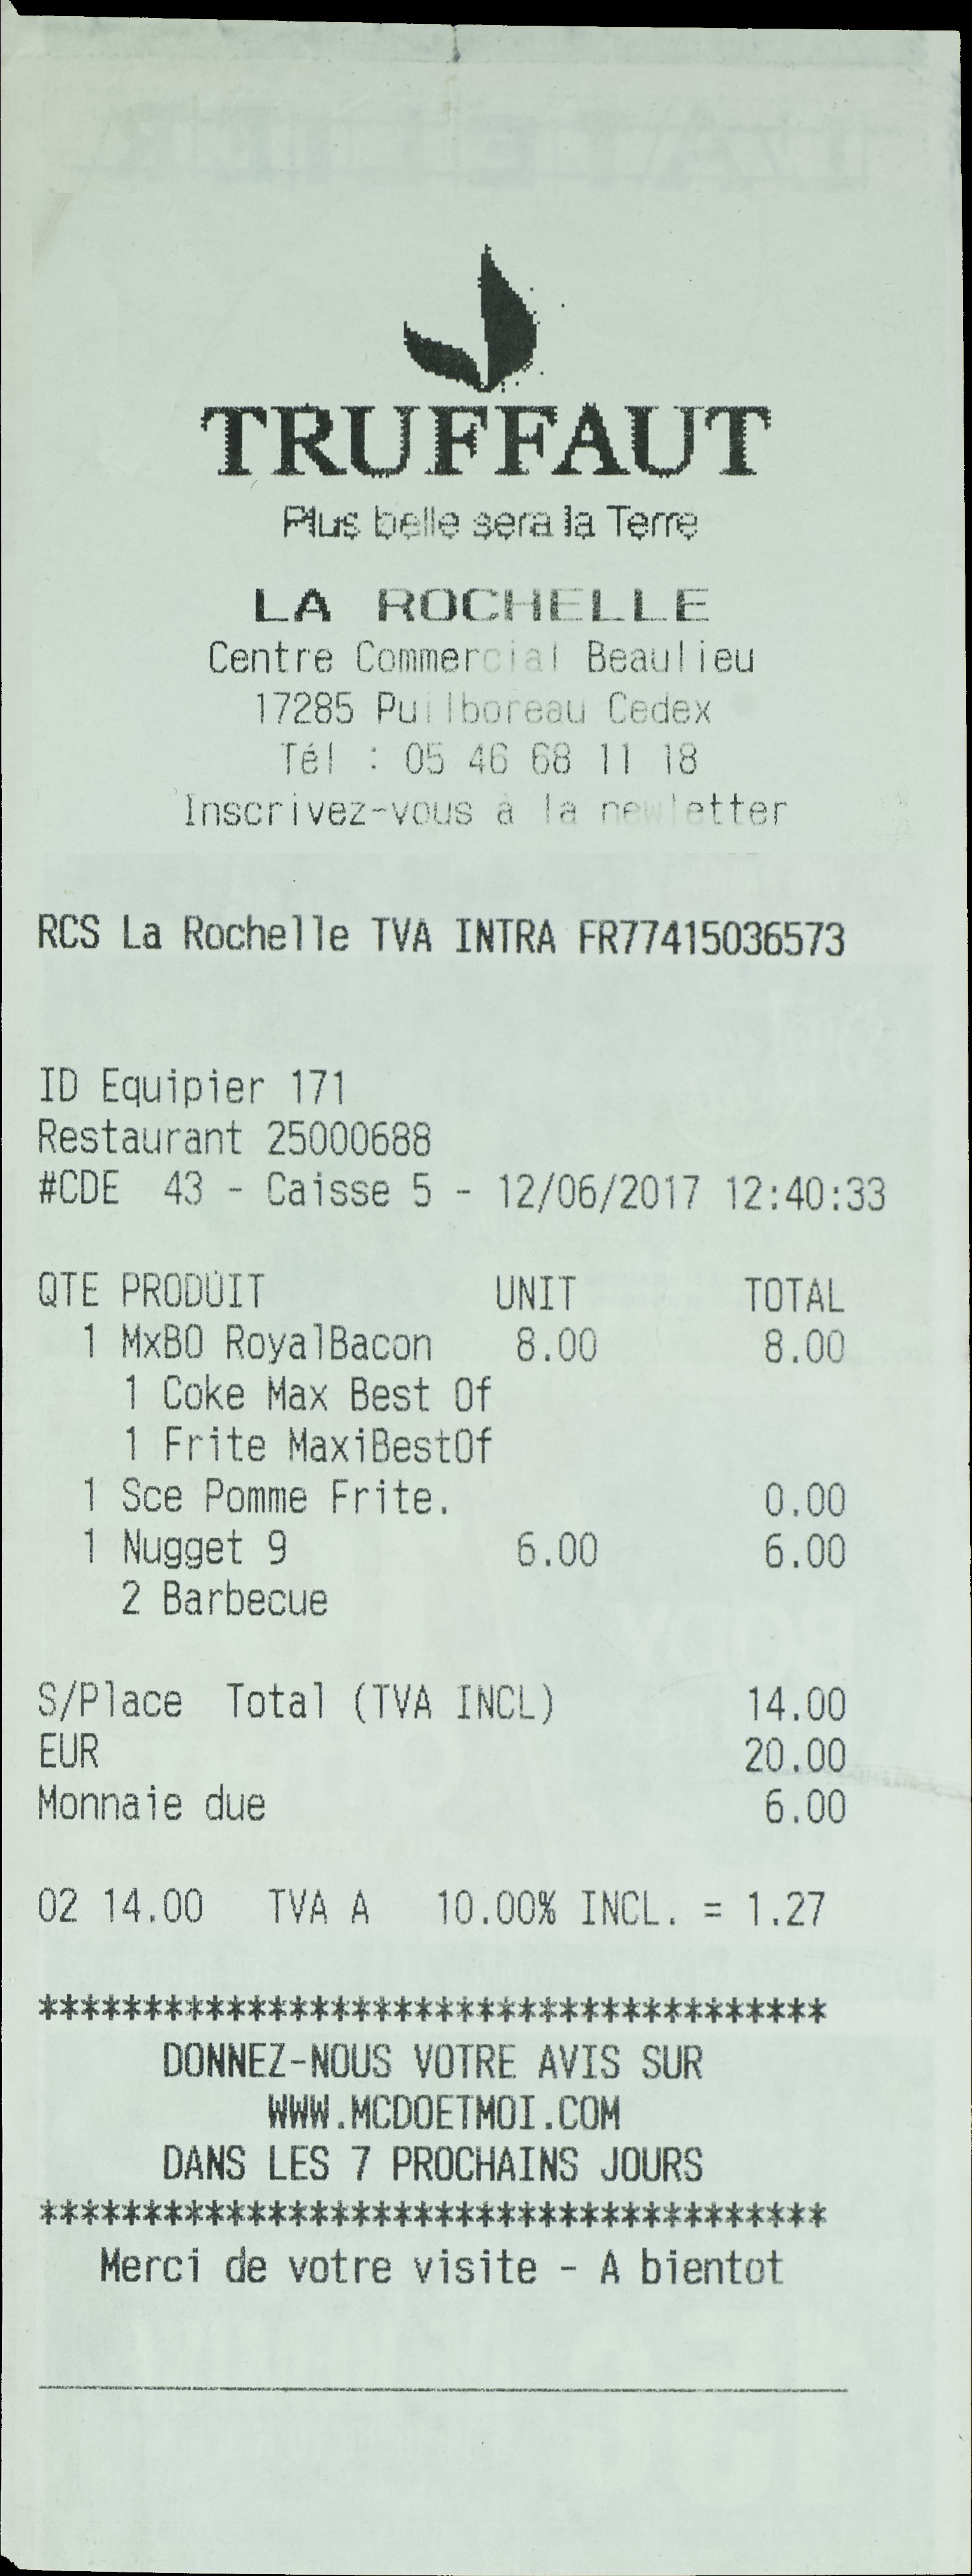 TRUFFAUT
Plus belle sera la Terre
LA ROCHELLE
Centre Commercial Beaulieu
17285 Puilboreau Cedex
Tél : 05 46 68 11 18
Inscrivez-vous à la newletter
RCS La Rochelle TVA INTRA FR77415036573
ID Equipier 171
Restaurant 25000688
#CDE 43 - Caisse 5 - 12/06/2017 12:40:33
QTE PRODUIT UNIT TOTAL
1 MxBO RoyalBacon 8.00 8.00
1 Coke Max Best Of
1 Frite MaxiBestOf
1 Sce Pomme Frite. 0.00
1 Nugget 9 6.00 6.00
2 Barbecue
S/Place Total (TVA INCL) 14.00
EUR 20.00
Monnaie due 6.00
02 14.00 TVA A 10.00% INCL. = 1.27
**************************************
DONNEZ-NOUS VOTRE AVIS SUR
WWW.MCDOETMOI.COM
DANS LES 7 PROCHAINS JOURS
**************************************
Merci de votre visite - A bientot